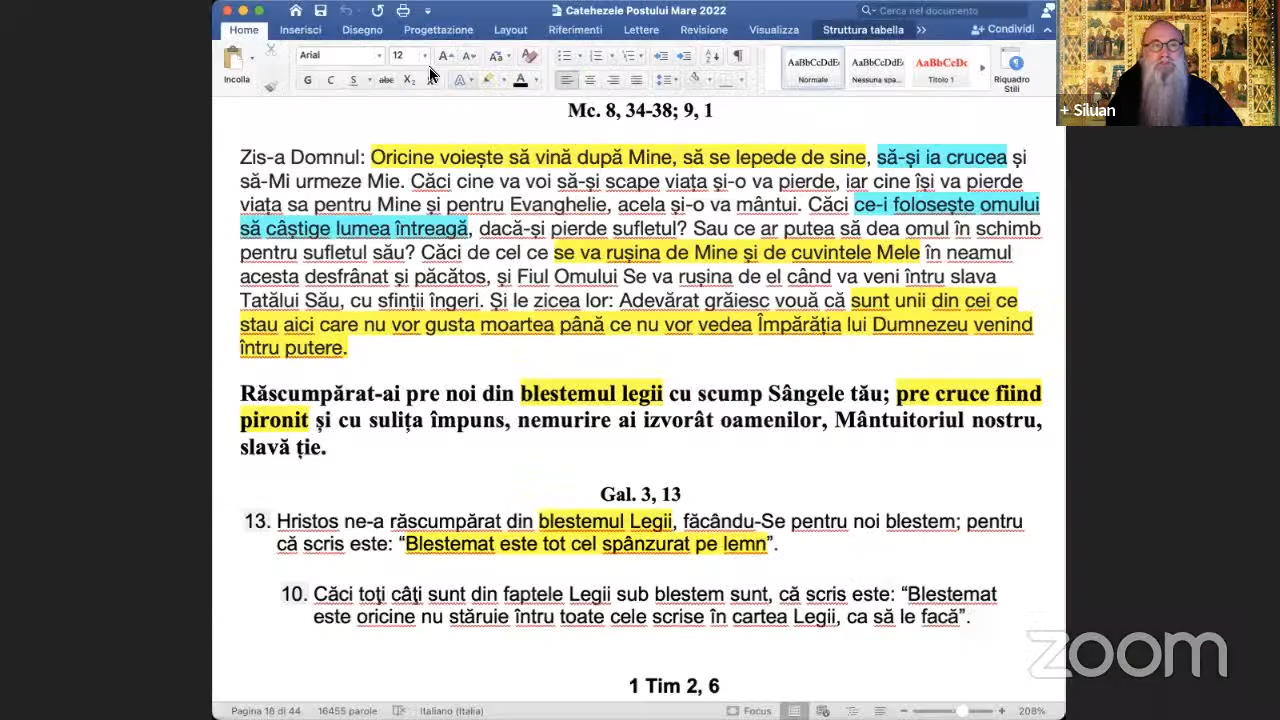 Catehezele Postului Mare 2022
Cerca nel documento
Home Inserisci Disegno Progettazione Layout Riferimenti Lettere Revisione Visualizza Struttura tabella Condividi
Incolla
Arial 12
G C S abc X₂
AaBbCcDdEe AaBbCcDdEe AaBbCcDc
Normale Nessuna spa... Titolo 1
Riquadro
Stili
+ Siluan
Mc. 8, 34-38; 9, 1
Zis-a Domnul: Oricine voiește să vină după Mine, să se lepede de sine, să-și ia crucea și
să-Mi urmeze Mie. Căci cine va voi să-și scape viața și-o va pierde, iar cine își va pierde
viața sa pentru Mine și pentru Evanghelie, acela și-o va mântui. Căci ce-i folosește omului
să câștige lumea întreagă, dacă-și pierde sufletul? Sau ce ar putea să dea omul în schimb
pentru sufletul său? Căci de cel ce se va rușina de Mine și de cuvintele Mele în neamul
acesta desfrânat și păcătos, și Fiul Omului Se va rușina de el când va veni întru slava
Tatălui Său, cu sfinții îngeri. Și le zicea lor: Adevărat grăiesc vouă că sunt unii din cei ce
stau aici care nu vor gusta moartea până ce nu vor vedea Împărăția lui Dumnezeu venind
întru putere.
Răscumpărat-ai pre noi din blestemul legii cu scump Sângele tău; pre cruce fiind
pironit și cu sulița împuns, nemurire ai izvorât oamenilor, Mântuitoriul nostru,
slavă ție.
Gal. 3, 13
13. Hristos ne-a răscumpărat din blestemul Legii, făcându-Se pentru noi blestem; pentru
că scris este: “Blestemat este tot cel spânzurat pe lemn”.
10. Căci toţi câţi sunt din faptele Legii sub blestem sunt, că scris este: “Blestemat
este oricine nu stăruie întru toate cele scrise în cartea Legii, ca să le facă”.
1 Tim 2, 6
zoom
Pagina 18 di 44 16455 parole Italiano (Italia) Focus 208%